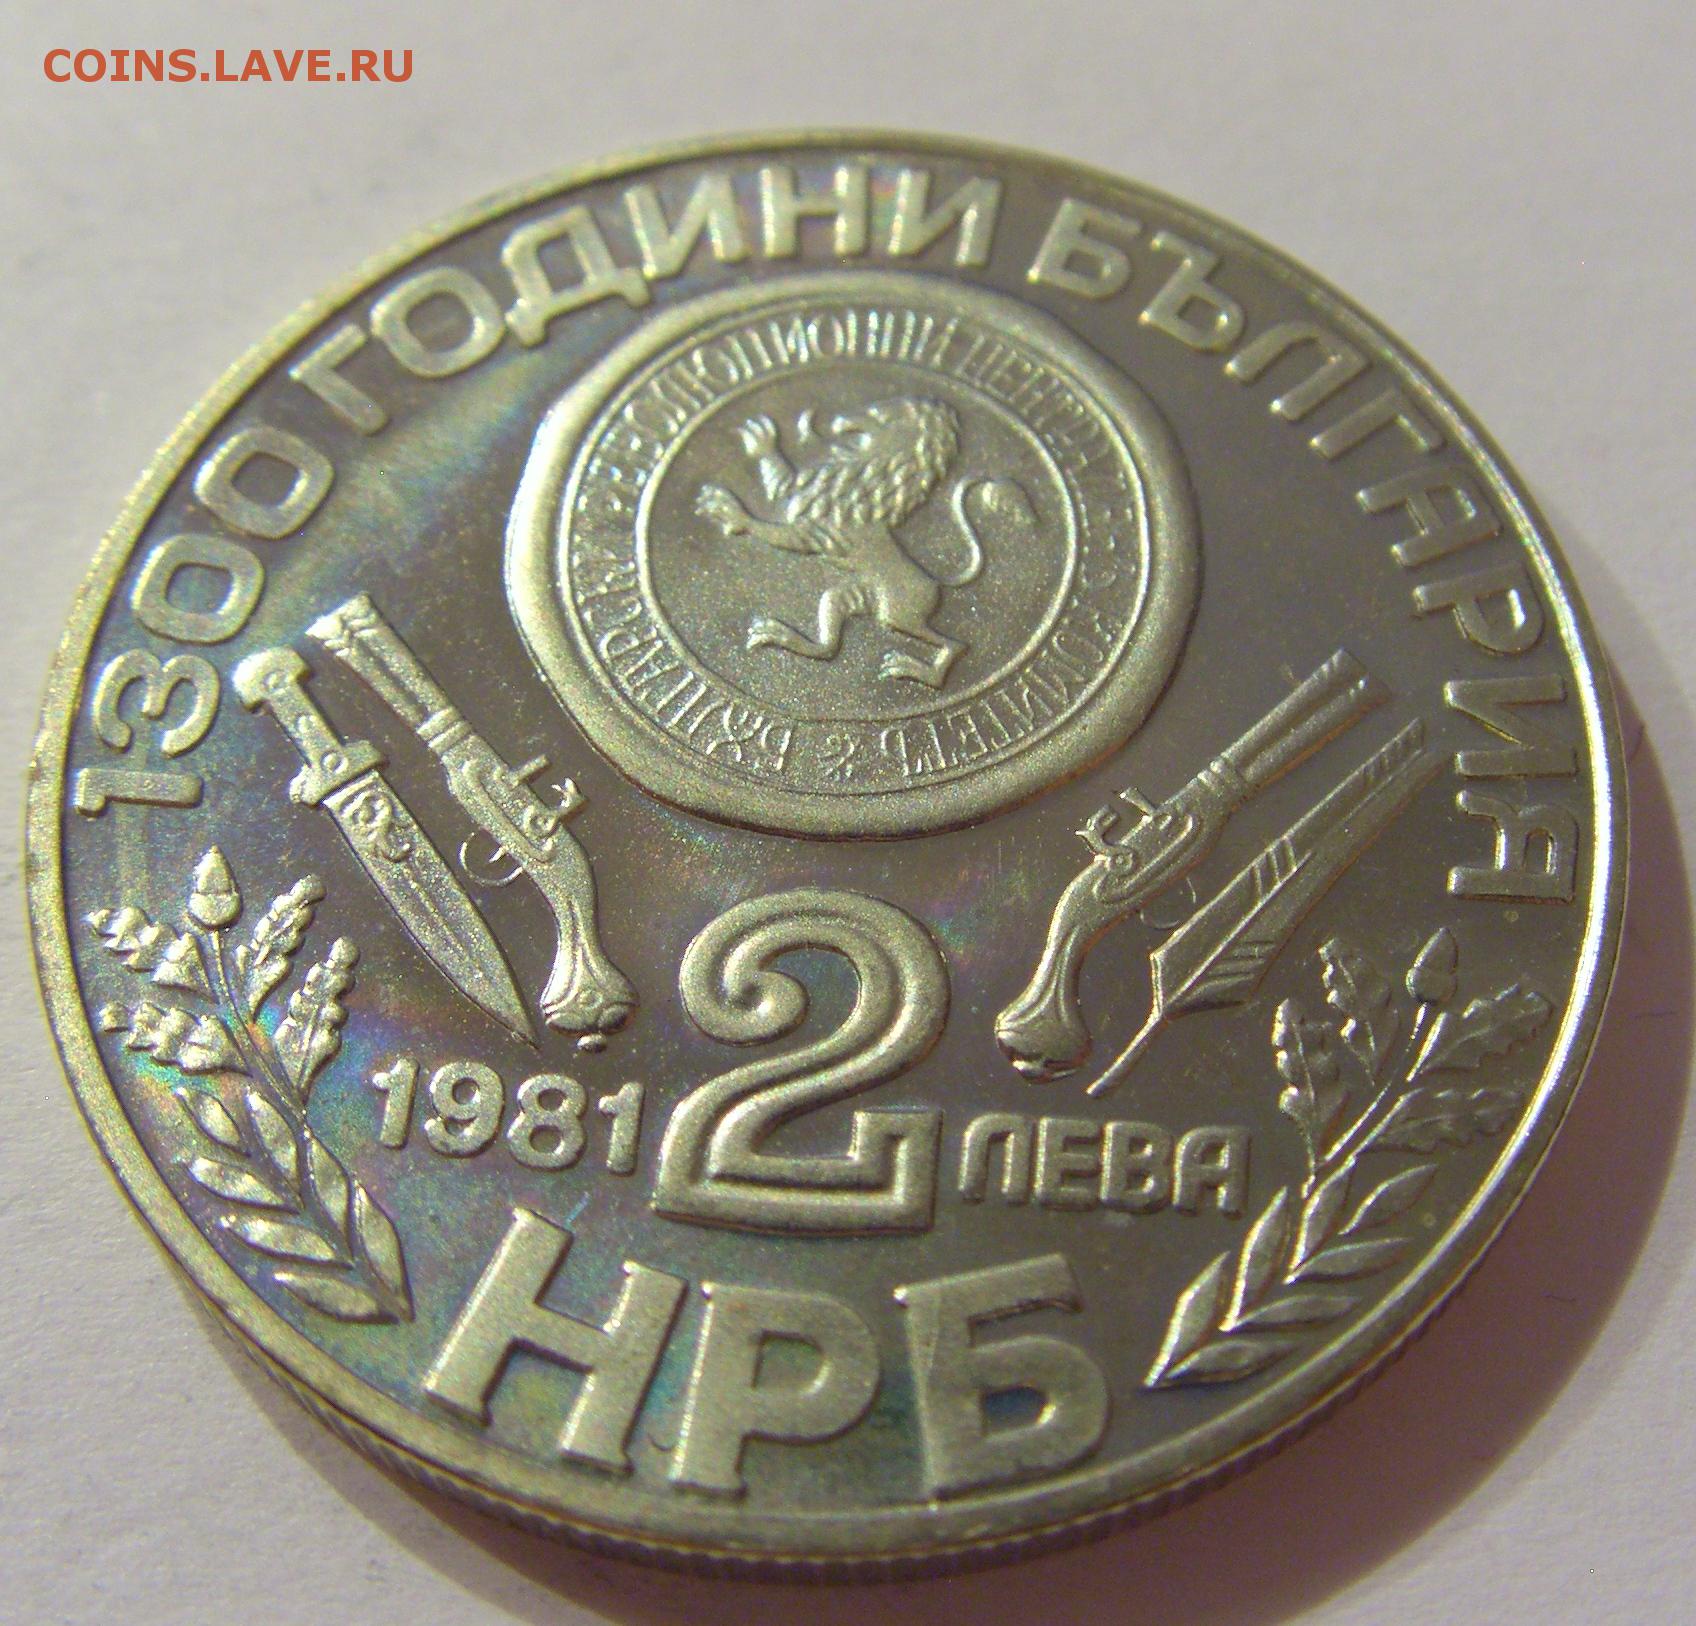 COINS.LAVE.RU
1300 ГОДИНИ БЪЛГАРИЯ
1981 2 ЛЕВА
НРБ